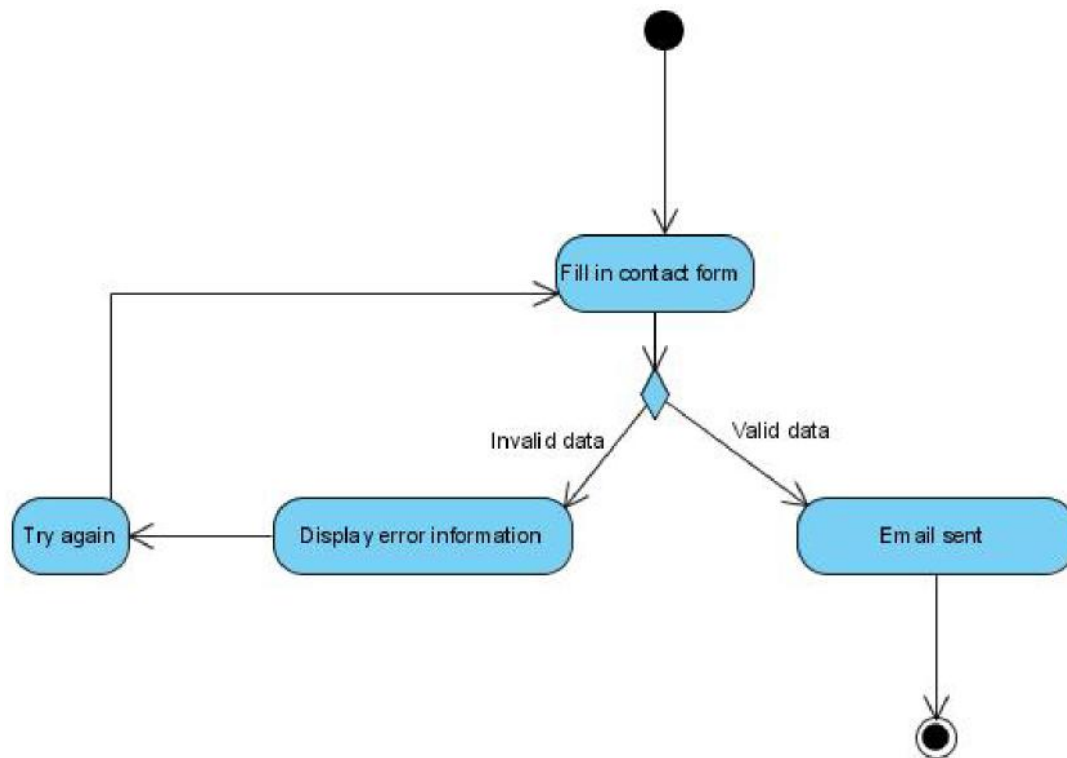 Fill in contact form
Invalid data
Valid data
Try again
Display error information
Email sent